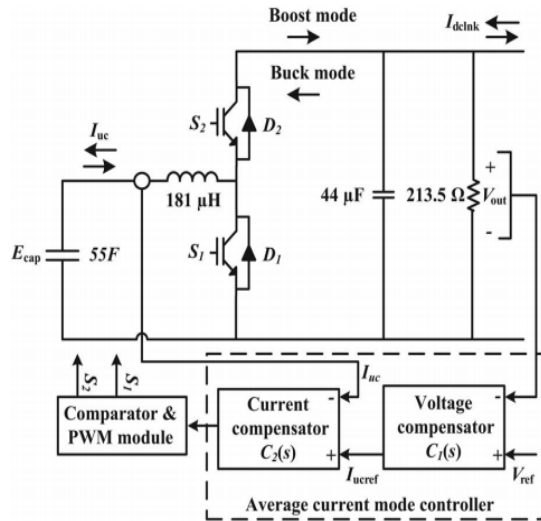 Boost mode
I_dclnk
Buck mode
S_2
D_2
I_uc
181 µH
44 µF
213.5 Ω
+
V_out
-
E_cap
55F
S_1
D_1
S_2
S_1
I_uc
Comparator &
PWM module
-
Current
compensator
C_2(s)
+
I_ucref
-
Voltage
compensator
C_1(s)
+
V_ref
Average current mode controller